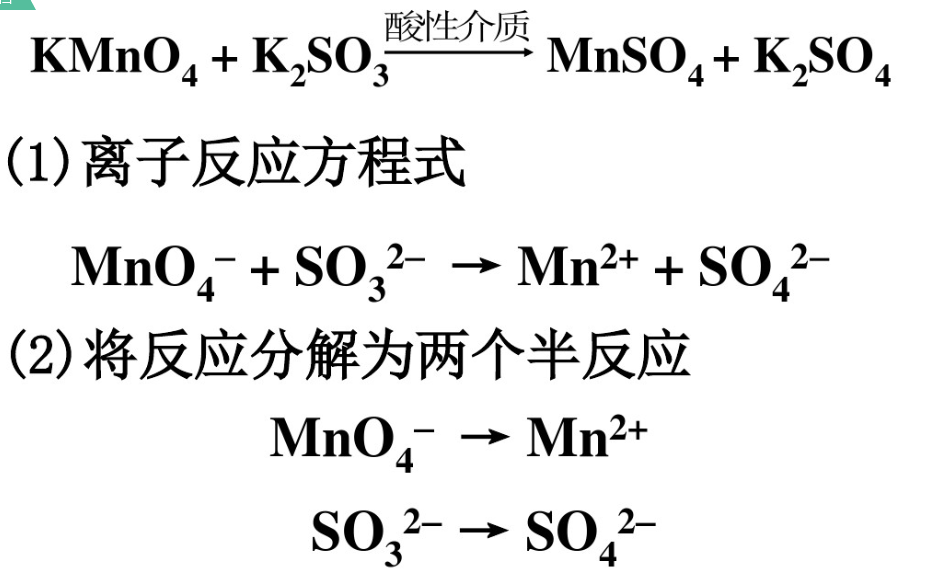 KMnO₄ + K₂SO₃ 酸性介质→ MnSO₄ + K₂SO₄
(1)离子反应方程式
MnO₄⁻ + SO₃²⁻ → Mn²⁺ + SO₄²⁻
(2)将反应分解为两个半反应
MnO₄⁻ → Mn²⁺
SO₃²⁻ → SO₄²⁻